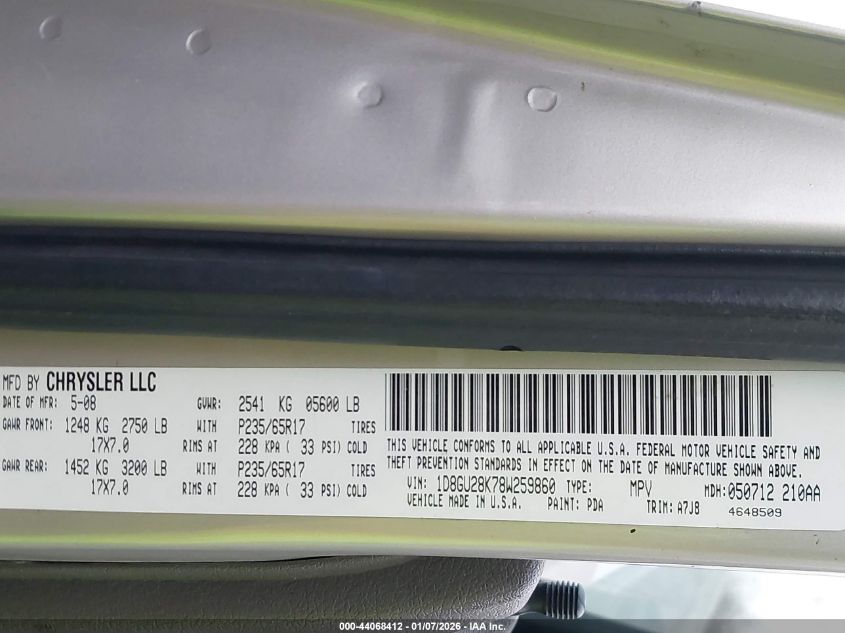 MFD BY CHRYSLER LLC
DATE OF MFR: 5-08 GVWR: 2541 KG 05600 LB
GAWR FRONT: 1248 KG 2750 LB WITH P235/65R17 TIRES
17X7.0 RIMS AT 228 KPA ( 33 PSI) COLD
GAWR REAR: 1452 KG 3200 LB WITH P235/65R17 TIRES
17X7.0 RIMS AT 228 KPA ( 33 PSI) COLD
THIS VEHICLE CONFORMS TO ALL APPLICABLE U.S.A. FEDERAL MOTOR VEHICLE SAFETY AND
THEFT PREVENTION STANDARDS IN EFFECT ON THE DATE OF MANUFACTURE SHOWN ABOVE.
VIN: 1D8GU28K78W259860 TYPE: MPV MDH: 050712 210AA
VEHICLE MADE IN U.S.A. PAINT: PDA TRIM: A7J8 4648509
000-44068412 - 01/07/2026 - IAA Inc.